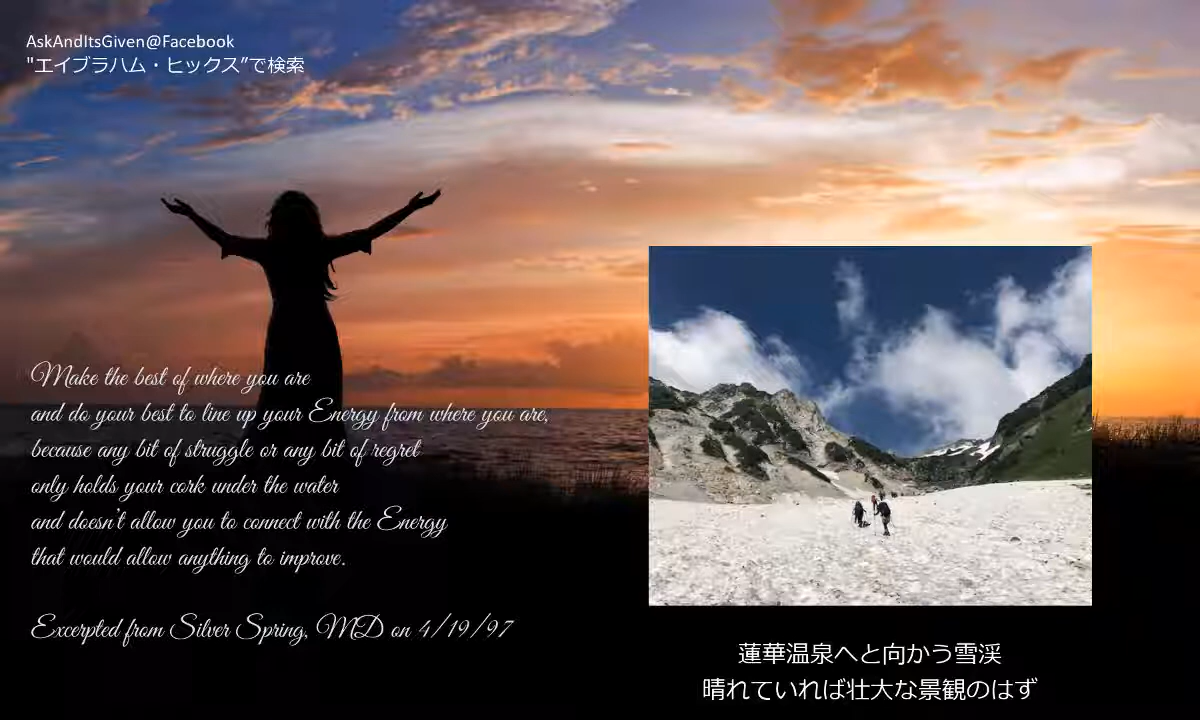 AskAndItsGiven@Facebook
"エイブラハム・ヒックス”で検索
Make the best of where you are
and do your best to line up your Energy from where you are,
because any bit of struggle or any bit of regret
only holds your cork under the water
and doesn't allow you to connect with the Energy
that would allow anything to improve.
Excerpted from Silver Spring, MD on 4/19/97
蓮華温泉へと向かう雪渓
晴れていれば壮大な景観のはず